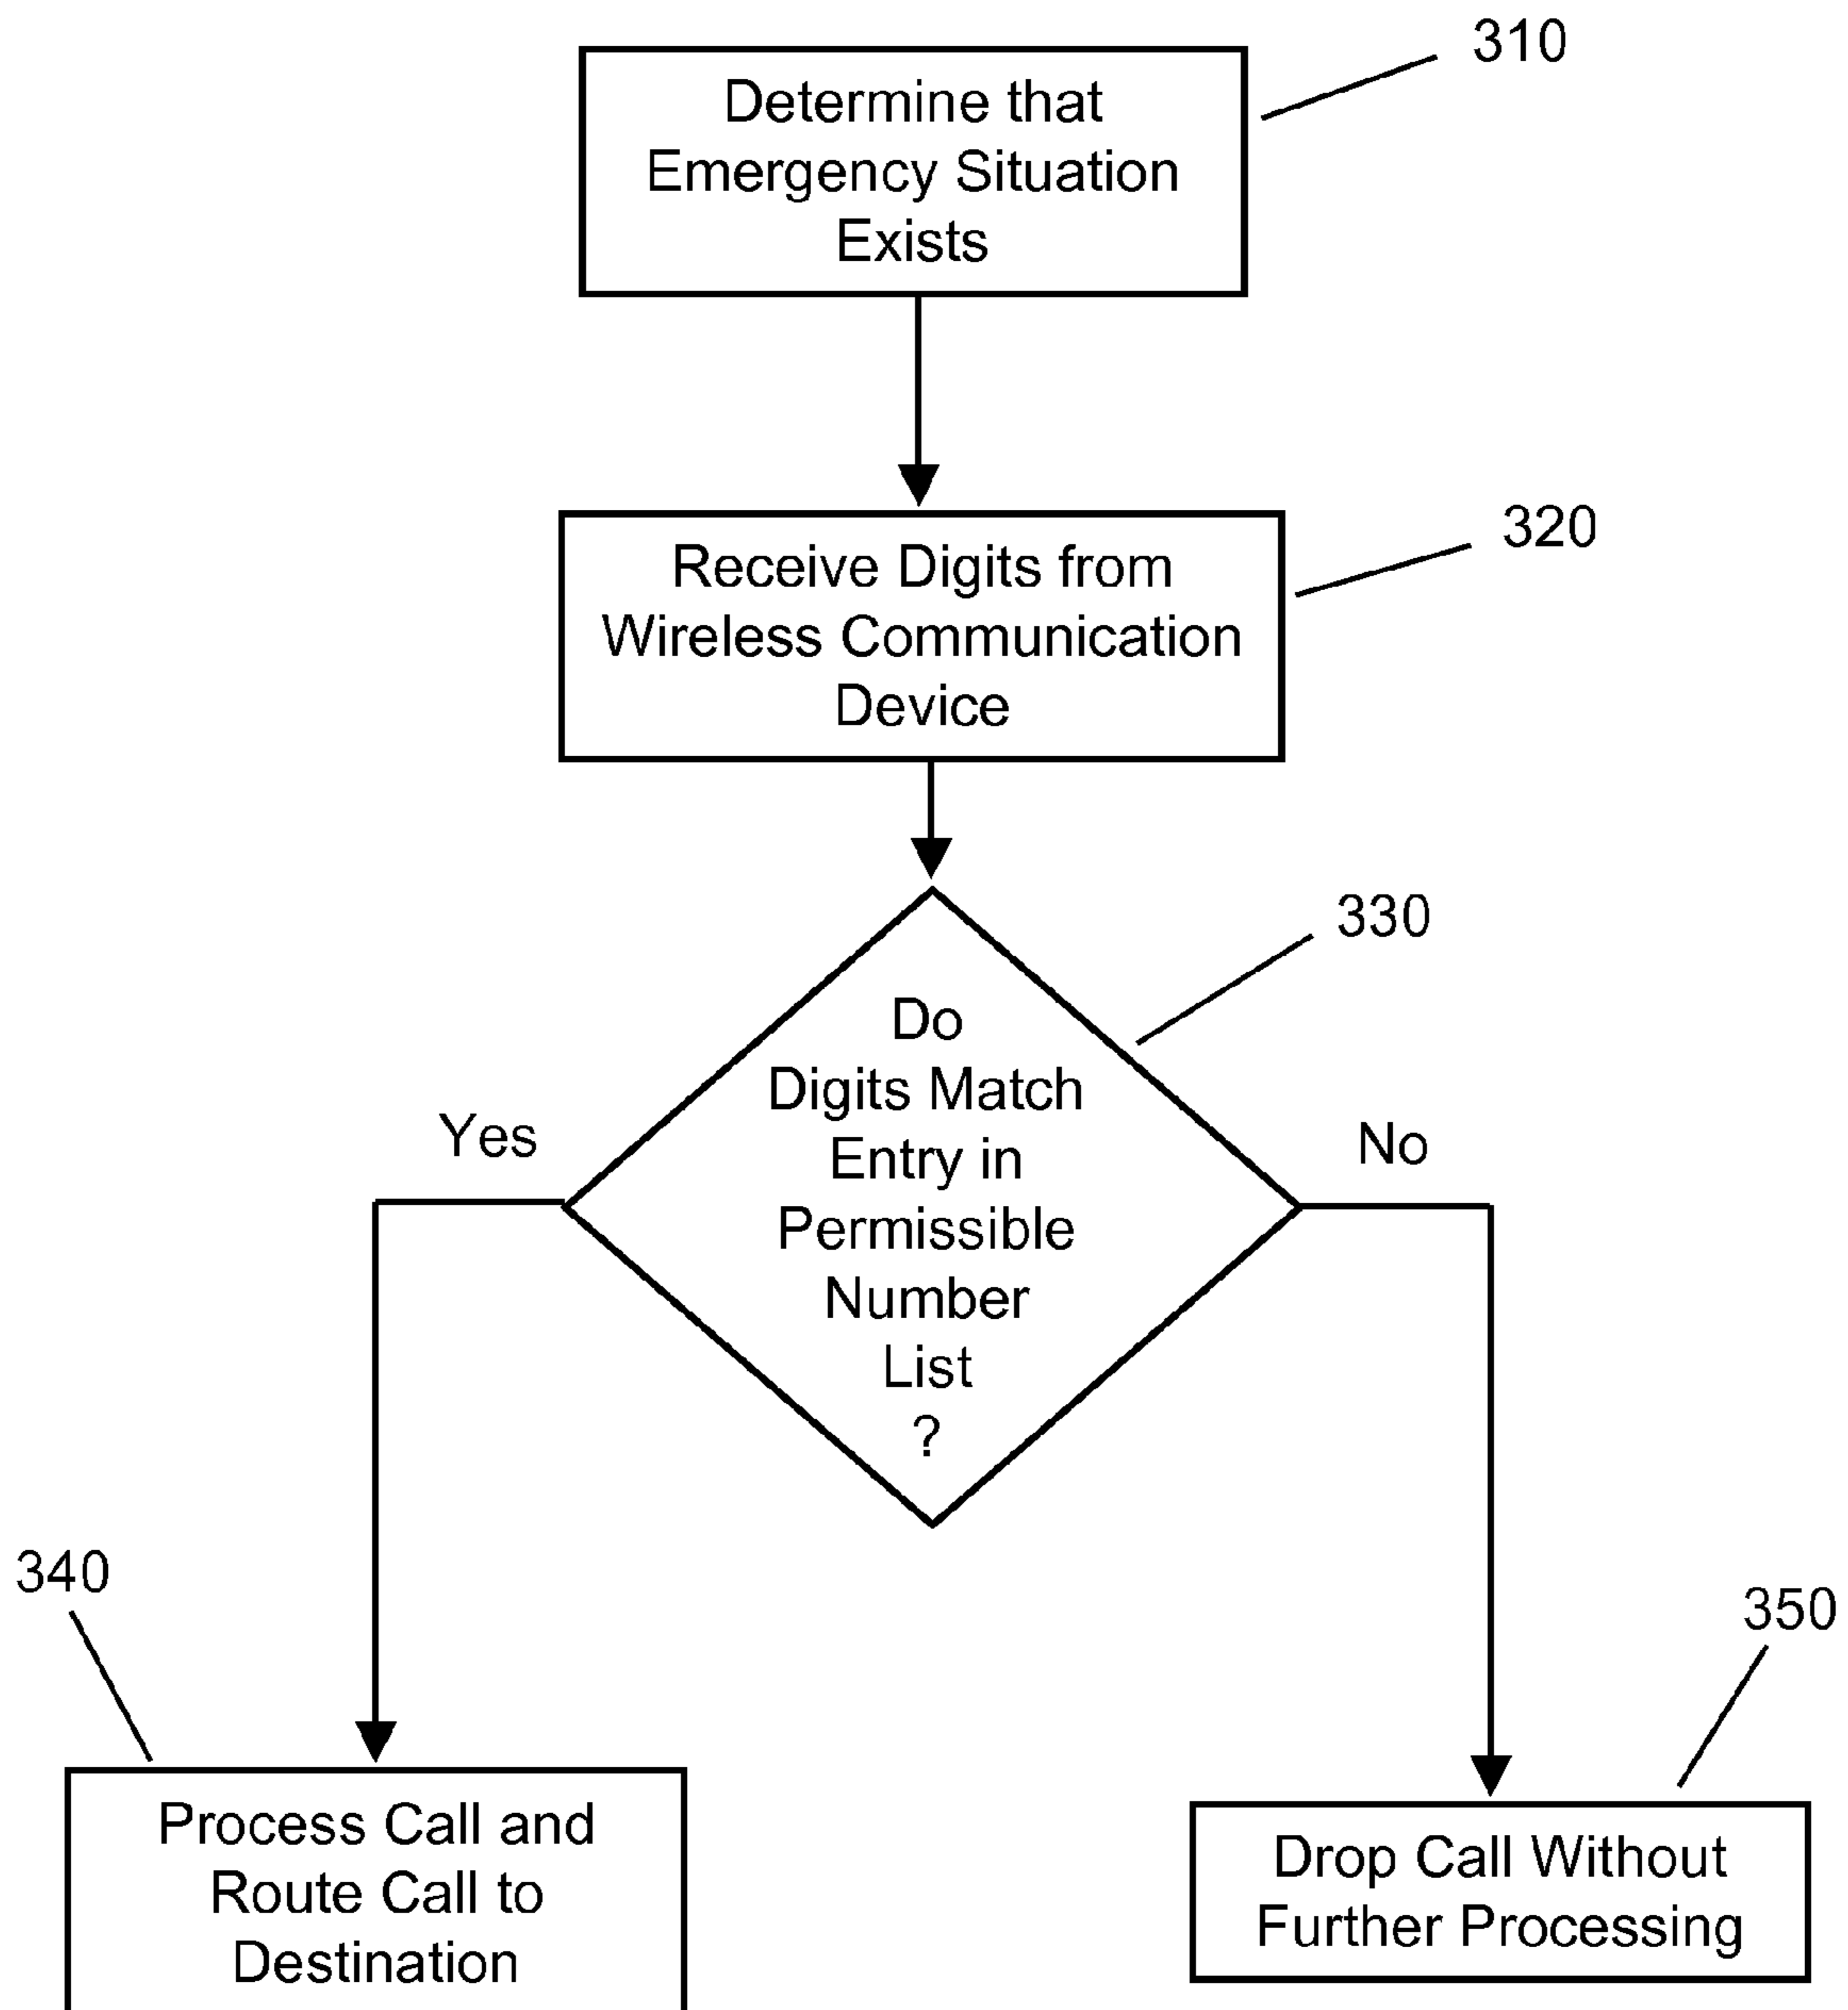 310
Determine that
Emergency Situation
Exists
320
Receive Digits from
Wireless Communication
Device
330
Do
Digits Match
Entry in
Permissible
Number
List
?
Yes
No
340
Process Call and
Route Call to
Destination
350
Drop Call Without
Further Processing